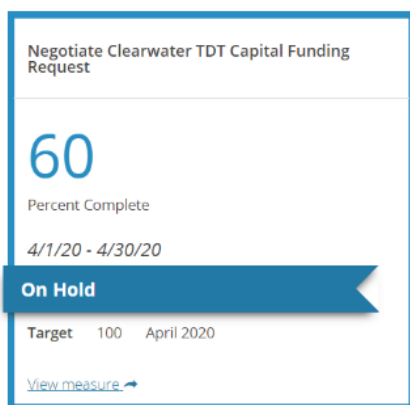 Negotiate Clearwater TDT Capital Funding
Request
60
Percent Complete
4/1/20 - 4/30/20
On Hold
Target 100 April 2020
View measure